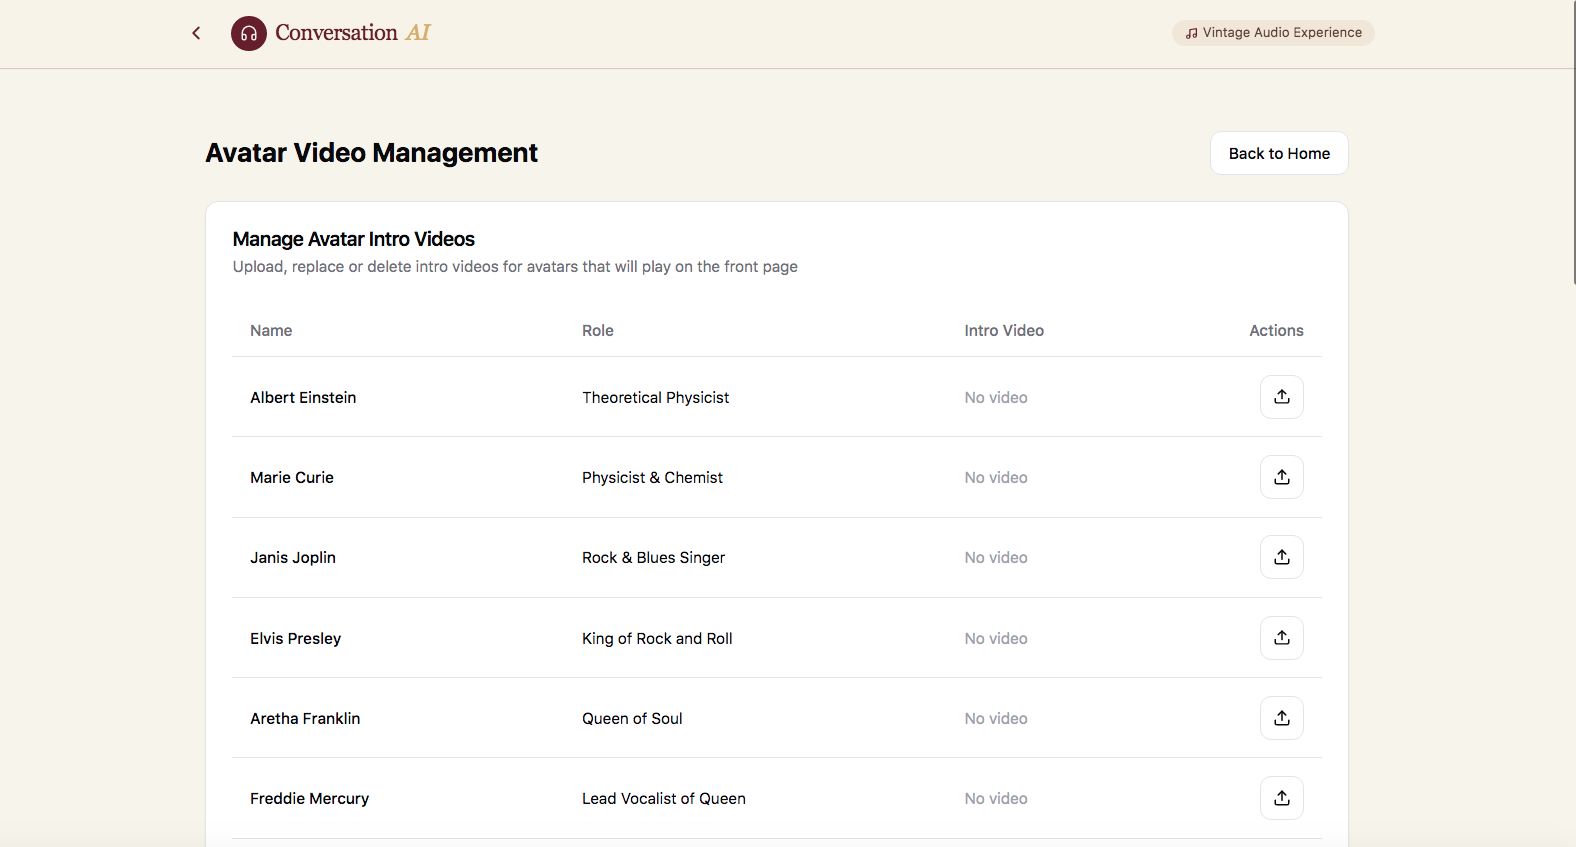 Conversation AI
Vintage Audio Experience
Avatar Video Management
Back to Home
Manage Avatar Intro Videos
Upload, replace or delete intro videos for avatars that will play on the front page
Name Role Intro Video Actions
Albert Einstein Theoretical Physicist No video
Marie Curie Physicist & Chemist No video
Janis Joplin Rock & Blues Singer No video
Elvis Presley King of Rock and Roll No video
Aretha Franklin Queen of Soul No video
Freddie Mercury Lead Vocalist of Queen No video